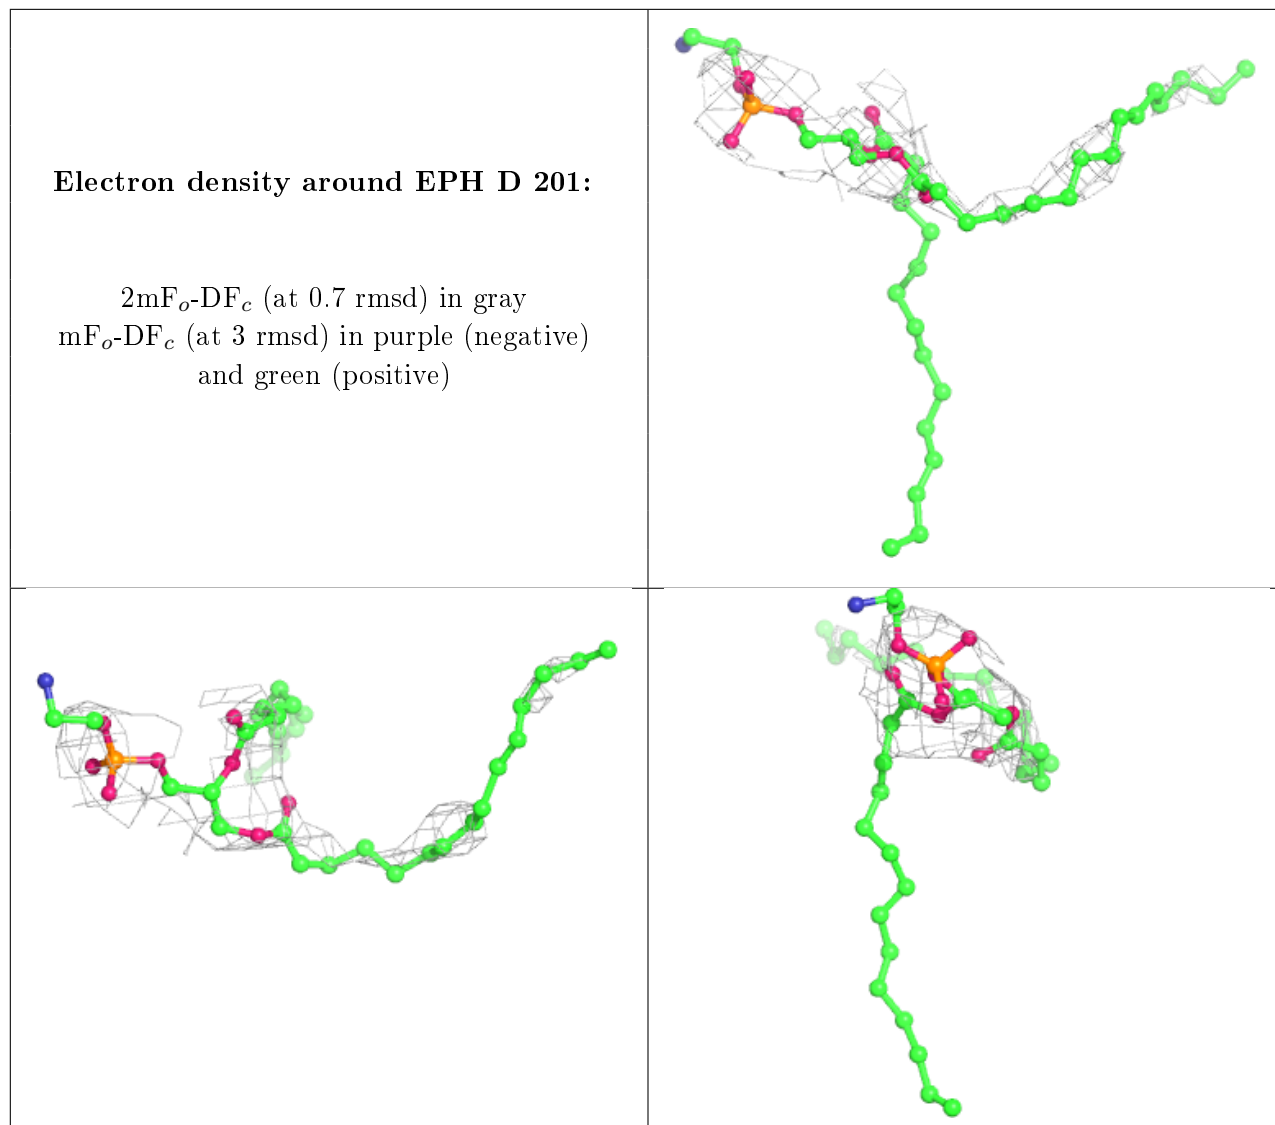 Electron density around EPH D 201:
2mFₒ-DF𝒸 (at 0.7 rmsd) in gray
mFₒ-DF𝒸 (at 3 rmsd) in purple (negative)
and green (positive)